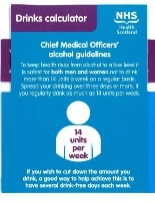 Drinks calculator
NHS
Health
Scotland
Chief Medical Officers'
alcohol guidelines
To keep health risks from alcohol to a low level it
is safest for both men and women not to drink
more than 14 units a week on a regular basis.
Spread your drinking over three days or more, if
you regularly drink as much as 14 units per week.
14
units
per
week
If you wish to cut down the amount you
drink, a good way to help achieve this is to
have several drink-free days each week.